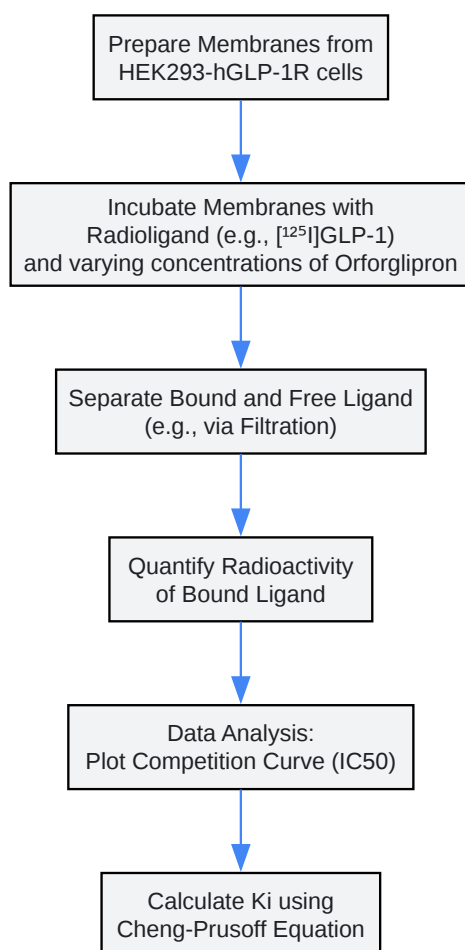 Prepare Membranes from
HEK293-hGLP-1R cells
Incubate Membranes with
Radioligand (e.g., [¹²⁵I]GLP-1)
and varying concentrations of Orforglipron
Separate Bound and Free Ligand
(e.g., via Filtration)
Quantify Radioactivity
of Bound Ligand
Data Analysis:
Plot Competition Curve (IC50)
Calculate Ki using
Cheng-Prusoff Equation